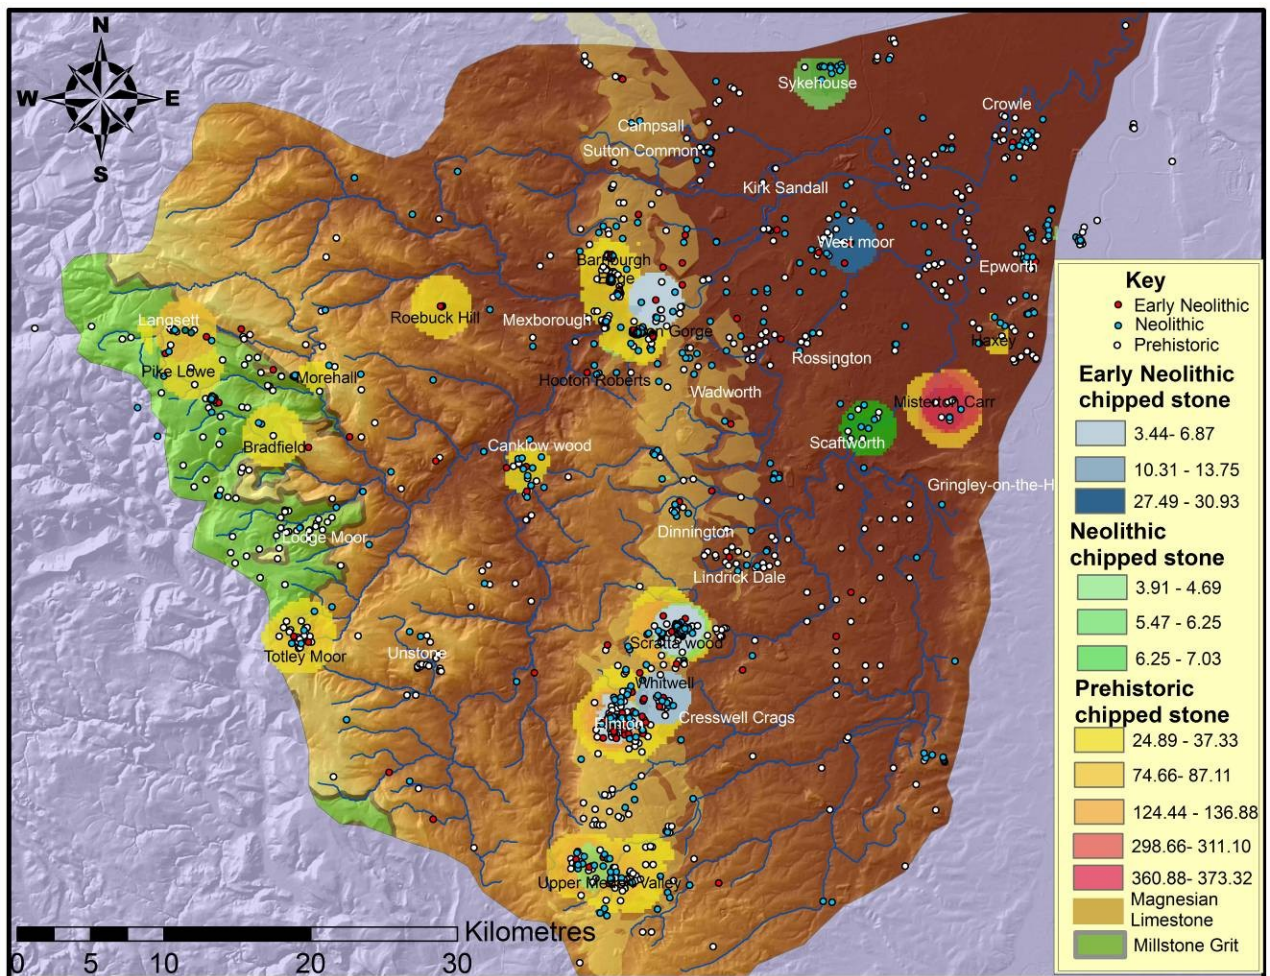 N
W E
S
Sykehouse
Crowle
Campsall
Sutton Common
Kirk Sandall
West moor
Barnburgh
Epworth
Langsett
Roebuck Hill
Mexborough
Gorge
Haxey
Rossington
Pike Lowe
Morehall
Hooton Roberts
Wadworth
Misterton Carr
Bradfield
Canklow wood
Scaftworth
Gringley-on-the-H
Lodge Moor
Dinnington
Lindrick Dale
Totley Moor
Unstone
Scratta wood
Whitwell
Elmton
Cresswell Crags
Upper Valley
Kilometres
0 5 10 20 30
Key
Early Neolithic
Neolithic
Prehistoric
Early Neolithic
chipped stone
3.44- 6.87
10.31 - 13.75
27.49 - 30.93
Neolithic
chipped stone
3.91 - 4.69
5.47 - 6.25
6.25 - 7.03
Prehistoric
chipped stone
24.89 - 37.33
74.66- 87.11
124.44 - 136.88
298.66- 311.10
360.88- 373.32
Magnesian
Limestone
Millstone Grit